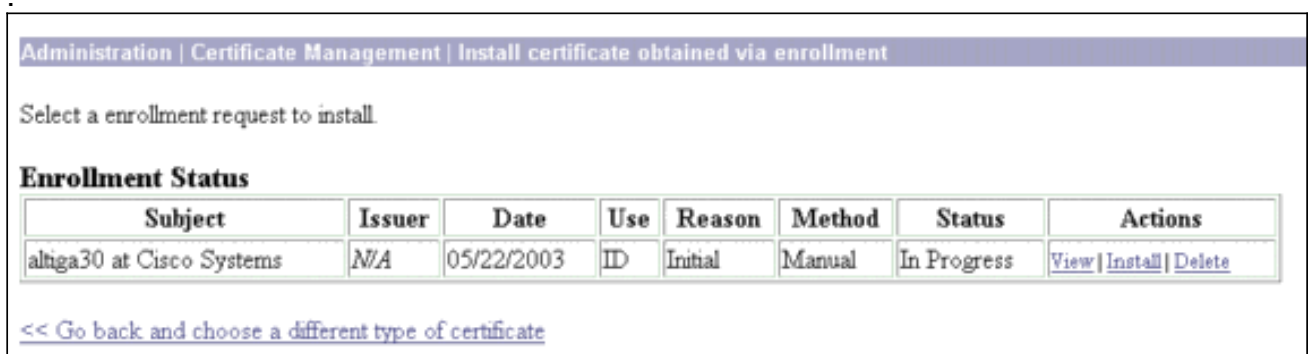 .
Administration | Certificate Management | Install certificate obtained via enrollment
Select a enrollment request to install.
Enrollment Status
Subject Issuer Date Use Reason Method Status Actions
altiga30 at Cisco Systems N/A 05/22/2003 ID Initial Manual In Progress View | Install | Delete
<< Go back and choose a different type of certificate